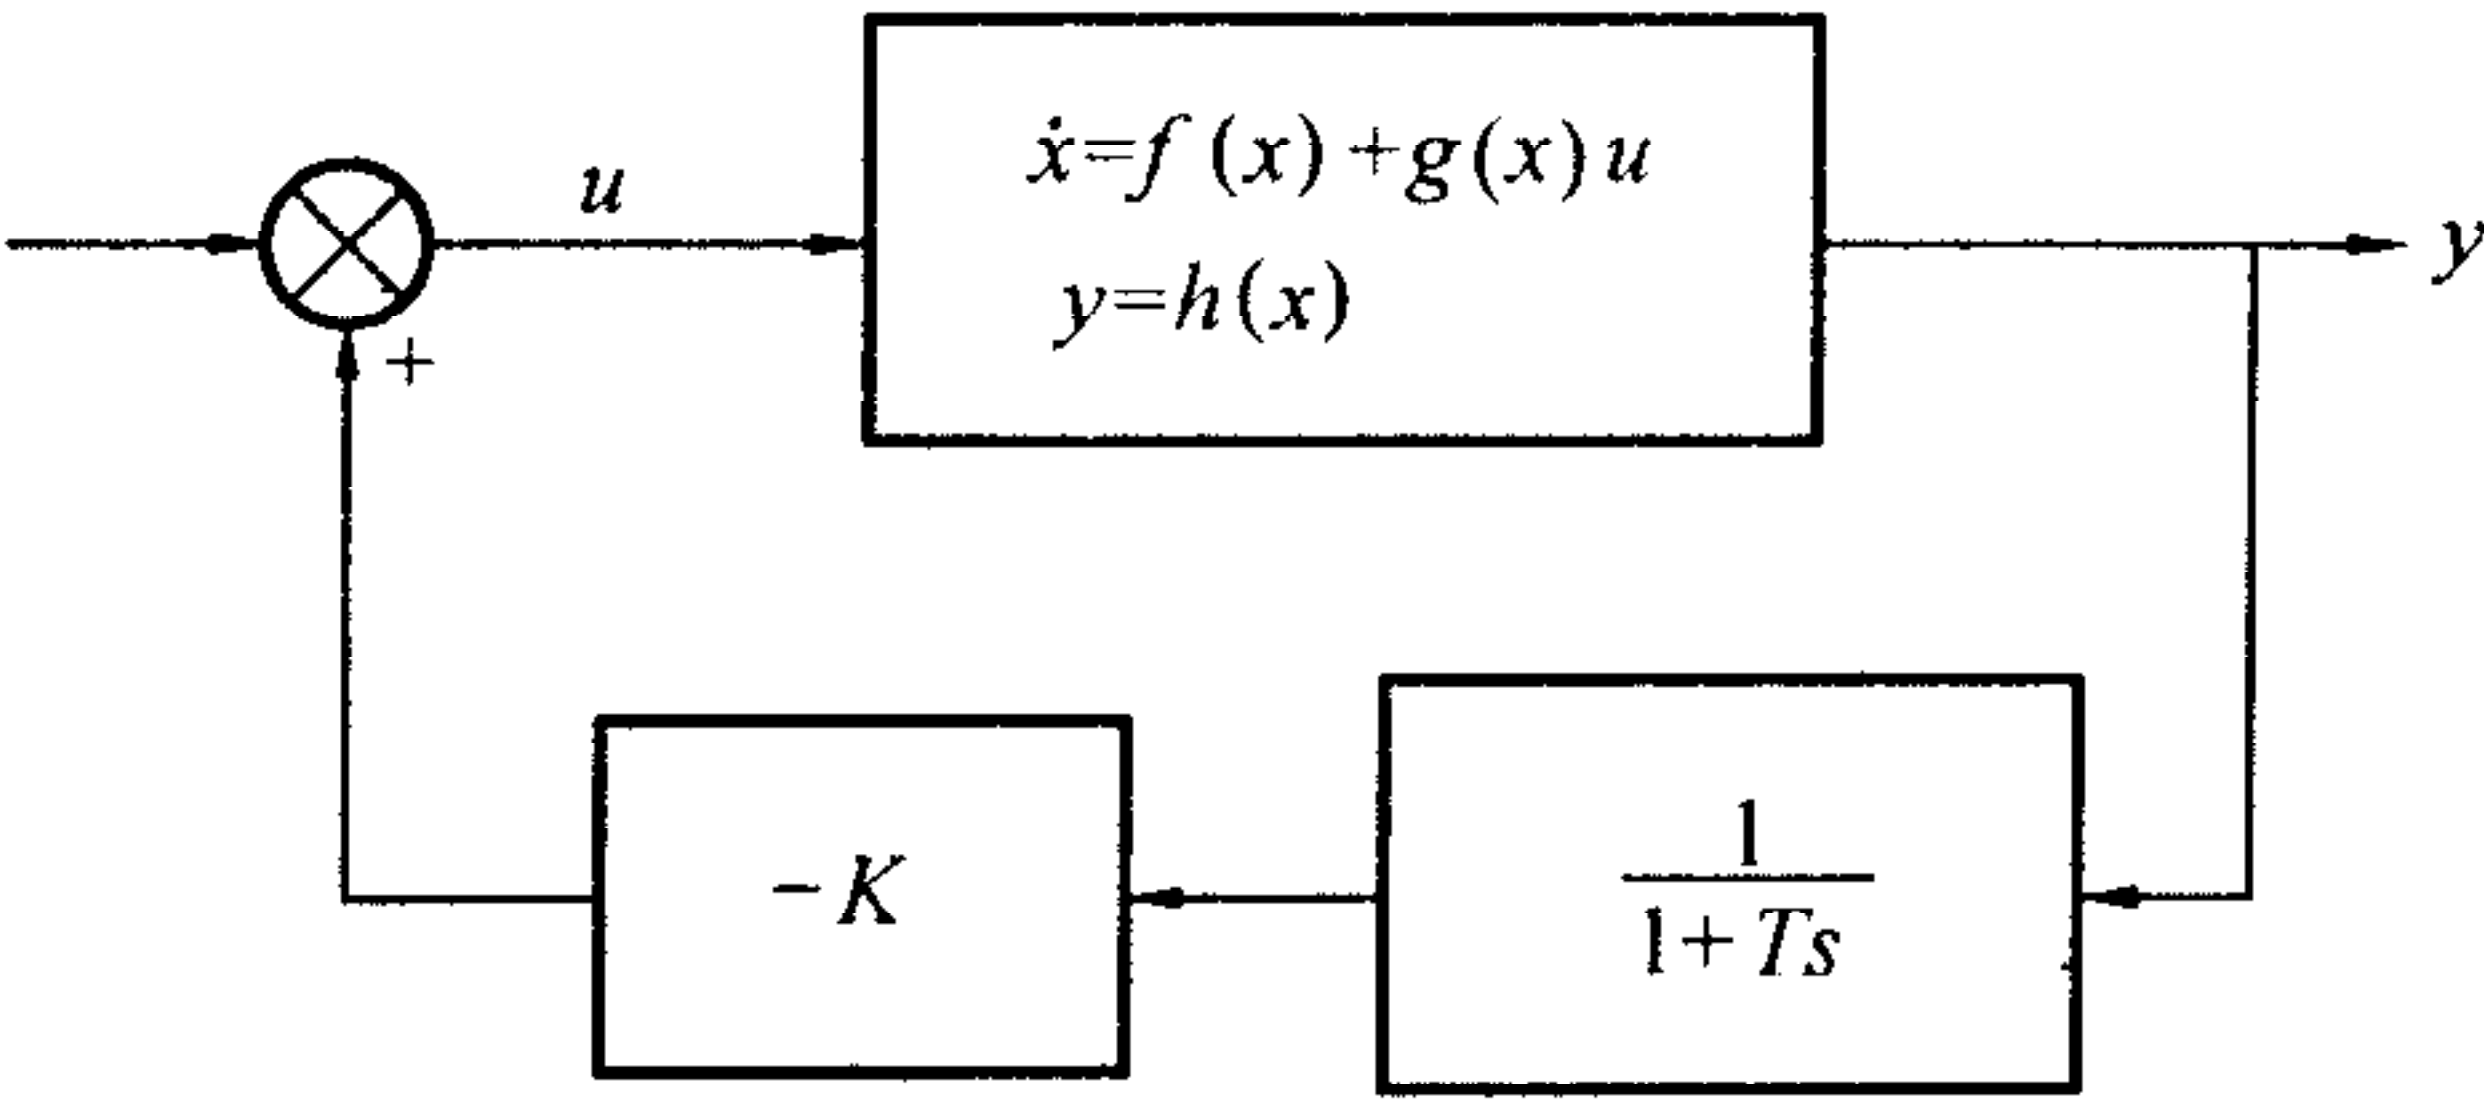 u
ẋ=f(x)+g(x)u
y=h(x)
y
+
−K
1
1+Ts